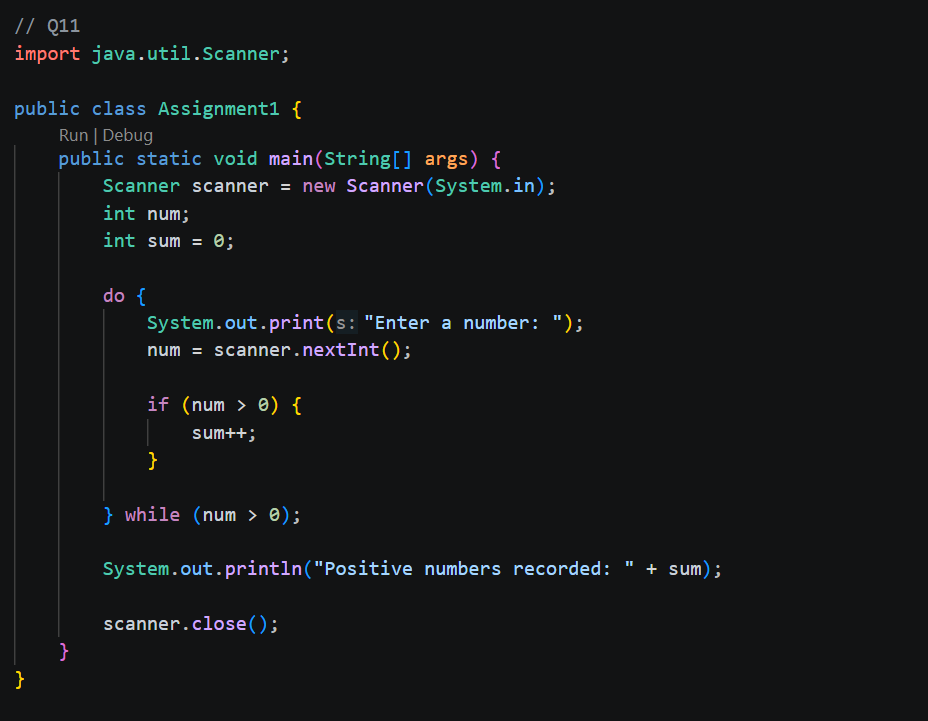 // Q11
import java.util.Scanner;

public class Assignment1 {
    Run | Debug
    public static void main(String[] args) {
        Scanner scanner = new Scanner(System.in);
        int num;
        int sum = 0;

        do {
            System.out.print(s: "Enter a number: ");
            num = scanner.nextInt();

            if (num > 0) {
                sum++;
            }

        } while (num > 0);

        System.out.println("Positive numbers recorded: " + sum);

        scanner.close();
    }
}